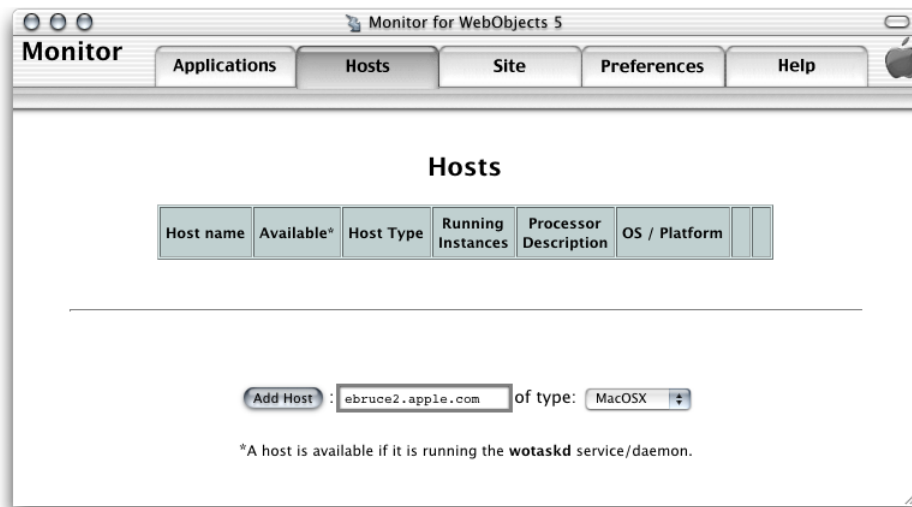 Monitor for WebObjects 5
Monitor
Applications Hosts Site Preferences Help
Hosts
Host name Available* Host Type Running Instances Processor Description OS / Platform
Add Host : ebruce2.apple.com of type: MacOSX
*A host is available if it is running the wotaskd service/daemon.